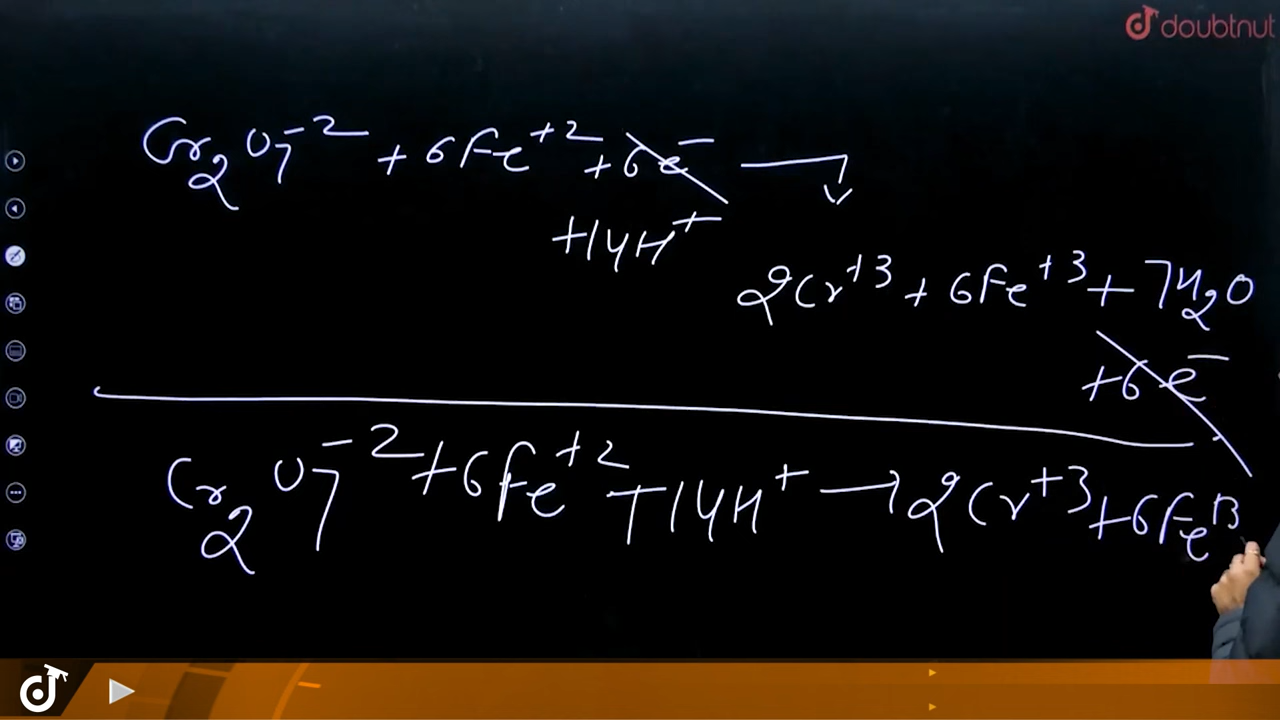 doubtnut
Cr₂O₇⁻² + 6Fe⁺² + 6e⁻ →
+14H⁺
2Cr⁺³ + 6Fe⁺³ + 7H₂O
+6e⁻
Cr₂O₇⁻² + 6Fe⁺² + 14H⁺ → 2Cr⁺³ + 6Fe⁺³